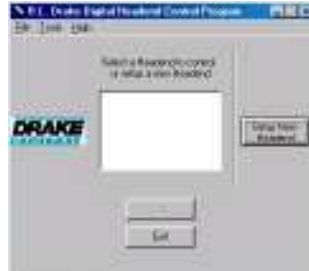 R.L. Drake Digital Headend Control Program
File Tools Help
Select a Headend to control
or setup a new Headend
DRAKE
Setup New
Headend
Exit